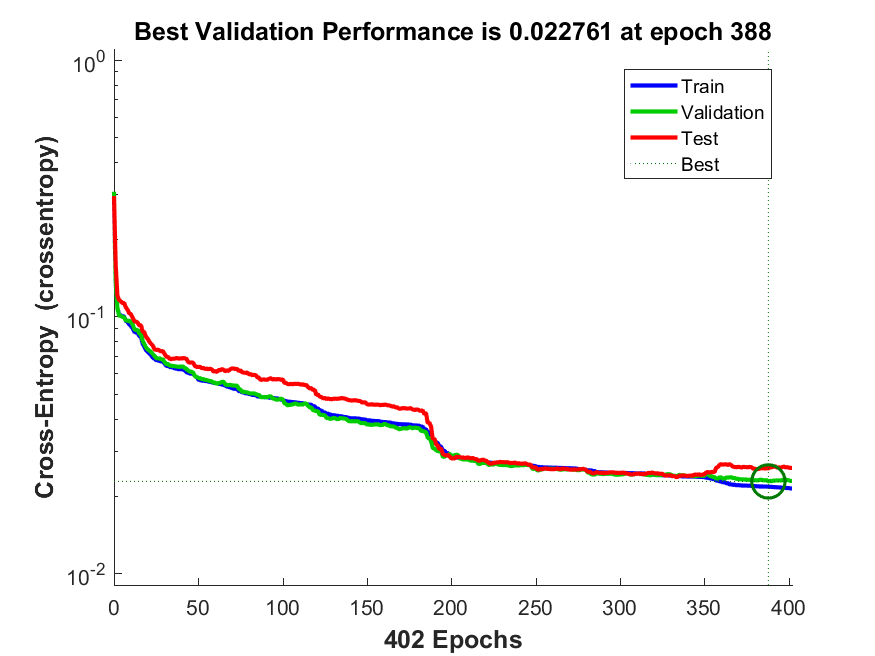 Best Validation Performance is 0.022761 at epoch 388
Cross-Entropy (crossentropy)
10^0
10^-1
10^-2
Train
Validation
Test
Best
0 50 100 150 200 250 300 350 400
402 Epochs